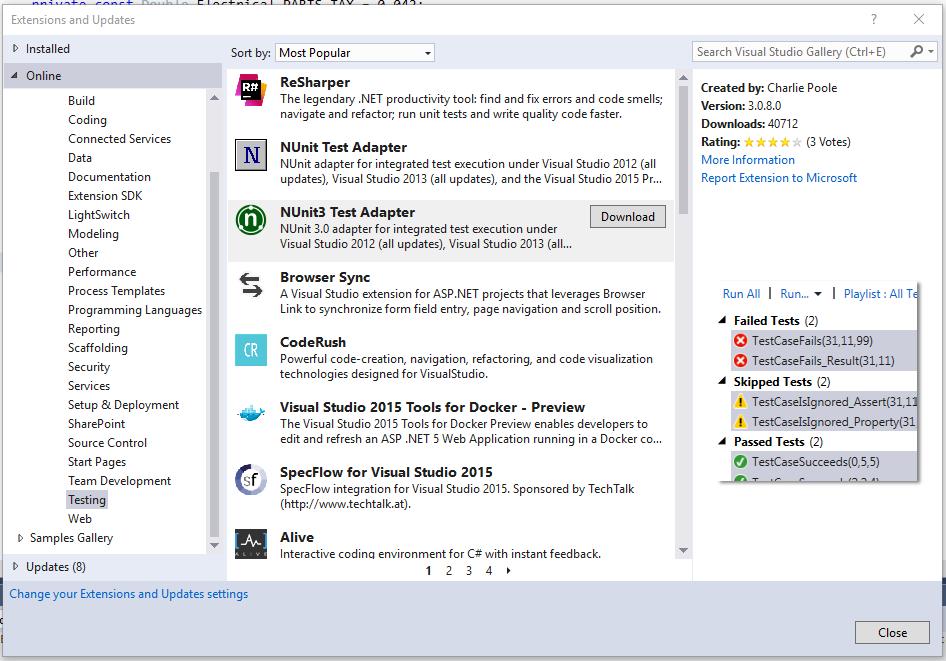 private const Double Electrical_PARTS_TAX = 0.042;
Extensions and Updates
?
Installed
Online
Build
Coding
Connected Services
Data
Documentation
Extension SDK
LightSwitch
Modeling
Other
Performance
Process Templates
Programming Languages
Reporting
Scaffolding
Security
Services
Setup & Deployment
SharePoint
Source Control
Start Pages
Team Development
Testing
Web
Samples Gallery
Updates (8)
Change your Extensions and Updates settings
Sort by: Most Popular
R#
ReSharper
The legendary .NET productivity tool: find and fix errors and code smells;
navigate and refactor; run unit tests and write quality code faster.
N
NUnit Test Adapter
NUnit adapter for integrated test execution under Visual Studio 2012 (all
updates), Visual Studio 2013 (all updates), and the Visual Studio 2015 Pr...
n
NUnit3 Test Adapter
Download
NUnit 3.0 adapter for integrated test execution under
Visual Studio 2012 (all updates), Visual Studio 2013 (all...
Browser Sync
A Visual Studio extension for ASP.NET projects that leverages Browser
Link to synchronize form field entry, page navigation and scroll position.
CR
CodeRush
Powerful code-creation, navigation, refactoring, and code visualization
technologies designed for VisualStudio.
Visual Studio 2015 Tools for Docker - Preview
The Visual Studio 2015 Tools for Docker Preview enables developers to
edit and refresh an ASP .NET 5 Web Application running in a Docker co...
sf
SpecFlow for Visual Studio 2015
SpecFlow integration for Visual Studio 2015. Sponsored by TechTalk
(http://www.techtalk.at).
ALIVE
Alive
Interactive coding environment for C# with instant feedback.
1 2 3 4
Search Visual Studio Gallery (Ctrl+E)
Created by: Charlie Poole
Version: 3.0.8.0
Downloads: 40712
Rating: (3 Votes)
More Information
Report Extension to Microsoft
Run All | Run... | Playlist : All Te
Failed Tests (2)
TestCaseFails(31,11,99)
TestCaseFails_Result(31,11)
Skipped Tests (2)
TestCaseIsIgnored_Assert(31,11
TestCaseIsIgnored_Property(31
Passed Tests (2)
TestCaseSucceeds(0,5,5)
Close